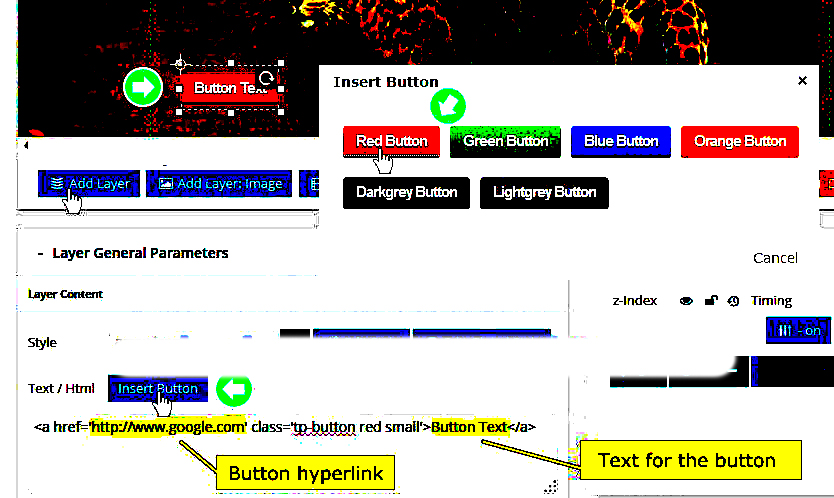 Button Text
Insert Button ×
Red Button Green Button Blue Button Orange Button
Darkgrey Button Lightgrey Button
Cancel
Add Layer Add Layer: Image
- Layer General Parameters
Layer Content
z-Index Timing
- on
Style
Text / Html Insert Button
<a href='http://www.google.com' class='tp-button red small'>Button Text</a>
Button hyperlink
Text for the button